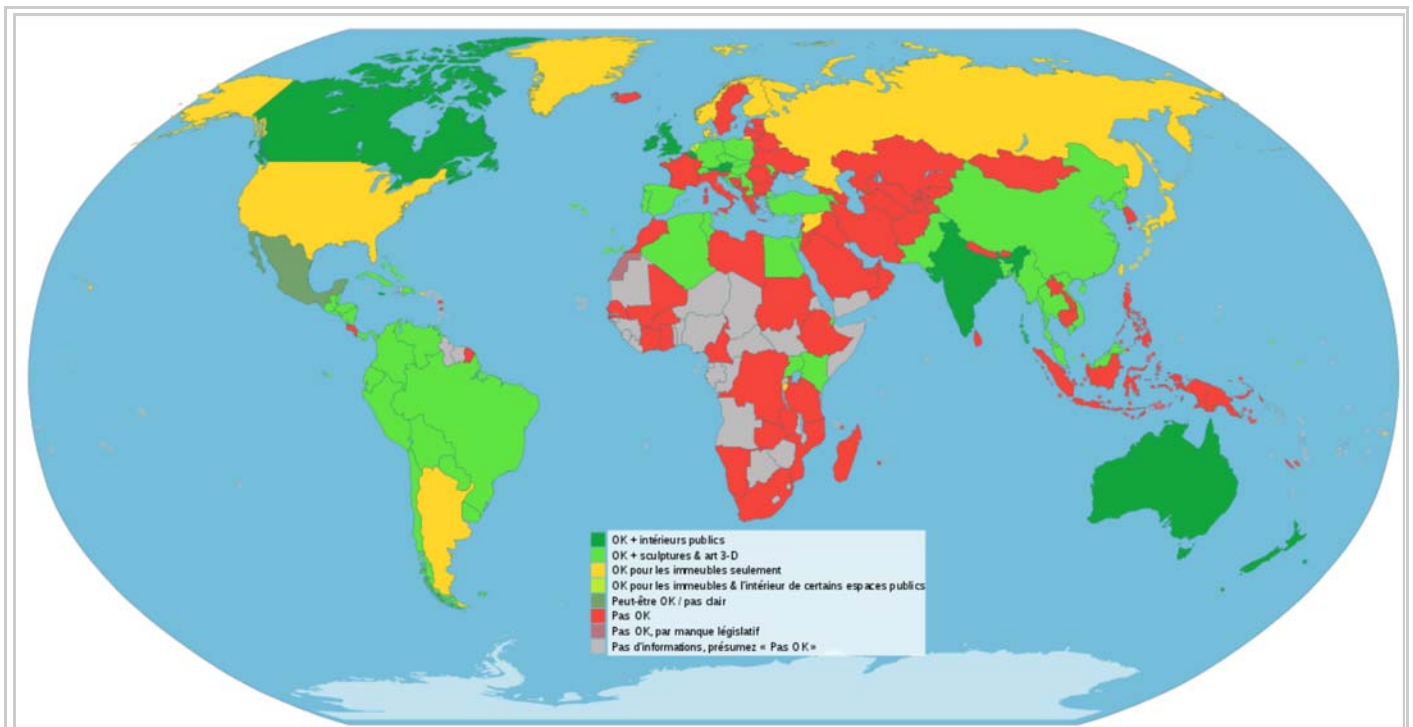 OK + intérieurs publics
OK + sculptures & art 3-D
OK pour les immeubles seulement
OK pour les immeubles & l'intérieur de certains espaces publics
Peut-être OK / pas clair
Pas OK
Pas OK, par manque législatif
Pas d'informations, présumez « Pas OK »